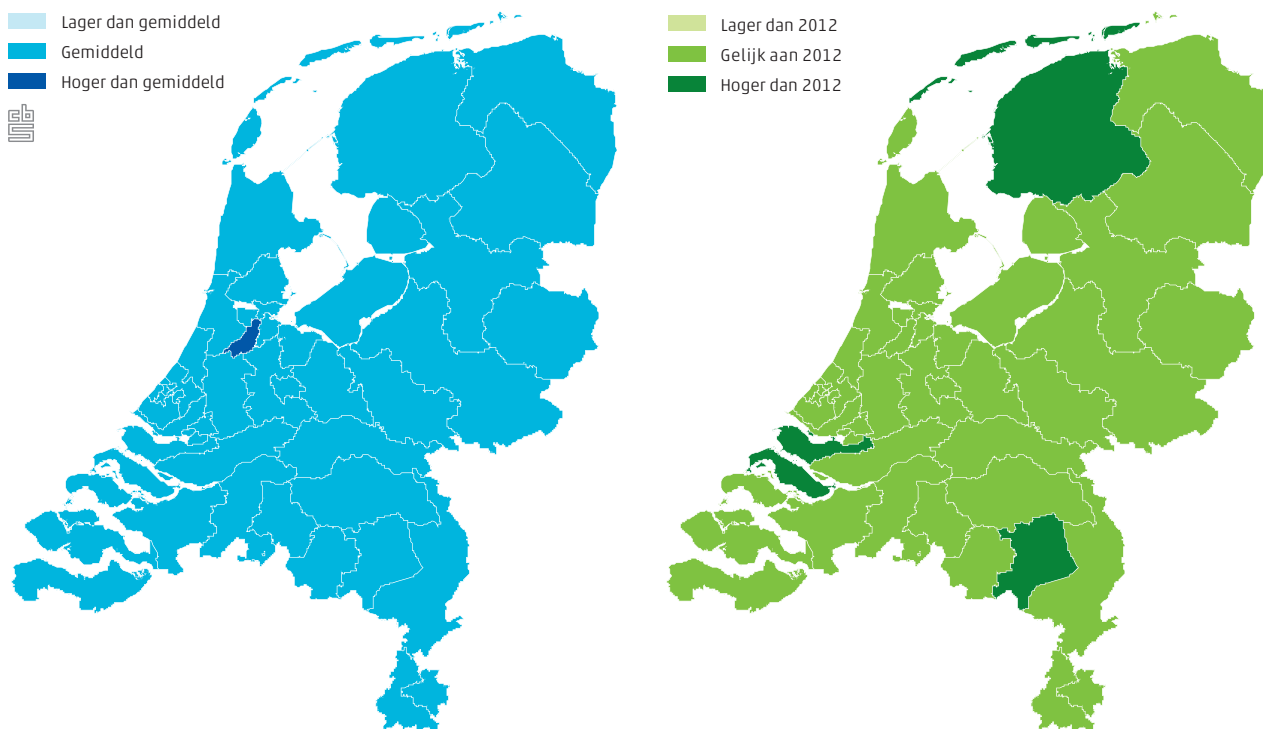 Lager dan gemiddeld
Gemiddeld
Hoger dan gemiddeld
cbs
Lager dan 2012
Gelijk aan 2012
Hoger dan 2012